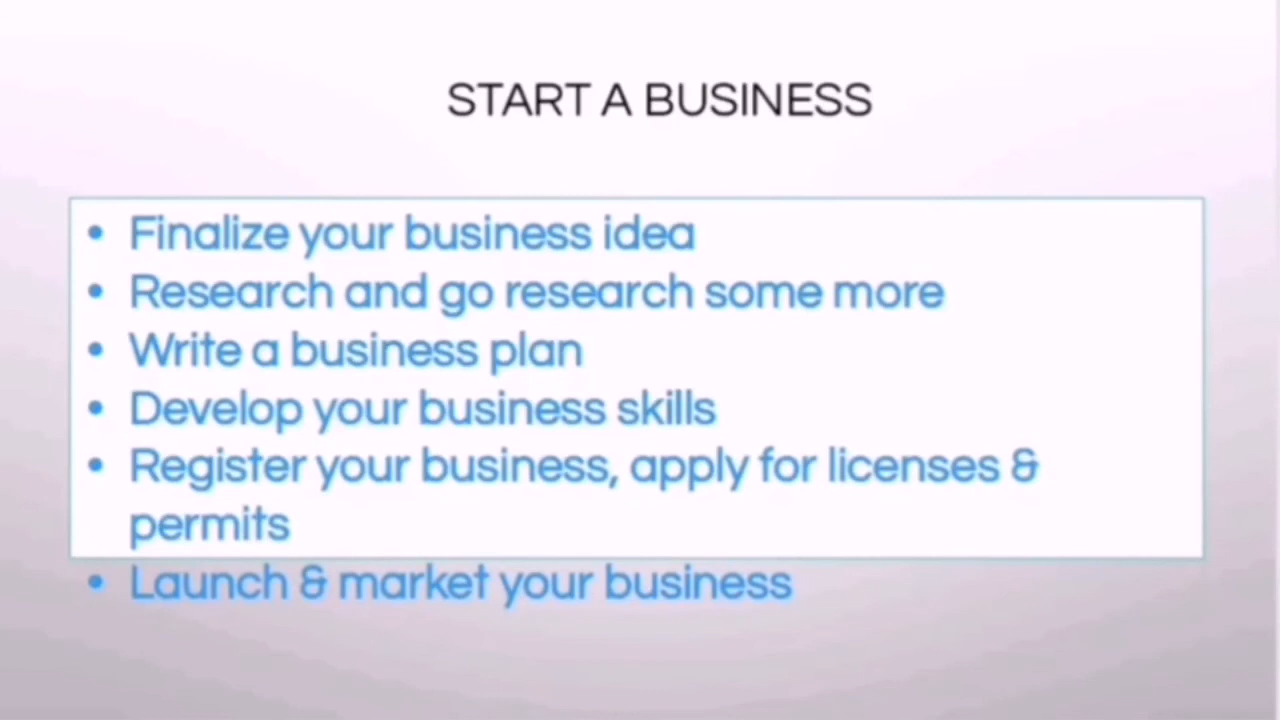 START A BUSINESS
• Finalize your business idea
• Research and go research some more
• Write a business plan
• Develop your business skills
• Register your business, apply for licenses &
permits
• Launch & market your business